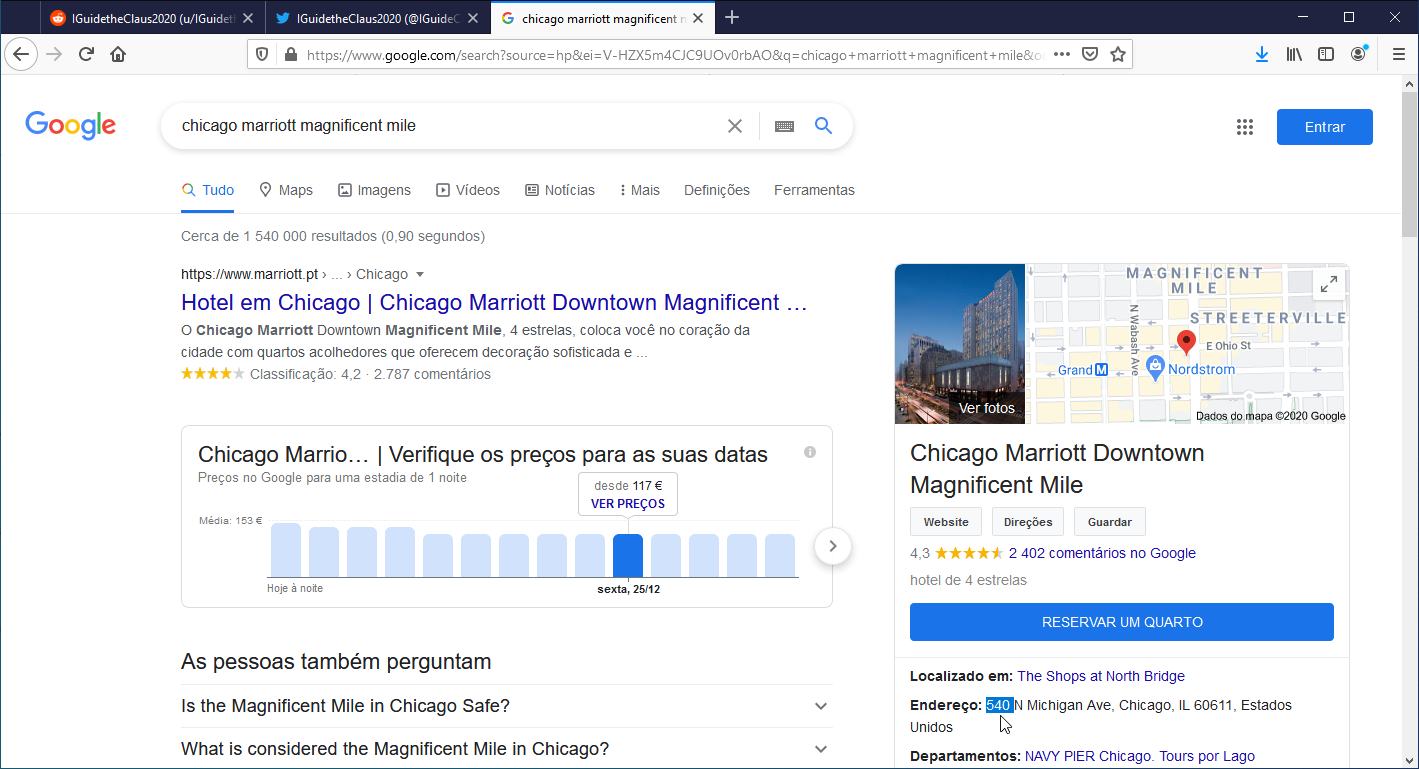 IGuidetheClaus2020 (u/IGuideth
IGuidetheClaus2020 (@IGuideC
chicago marriott magnificent m
https://www.google.com/search?source=hp&ei=V-HZX5m4CJC9UOv0rbAO&q=chicago+marriott+magnificent+mile&o
Google
chicago marriott magnificent mile
Entrar
Tudo
Maps
Imagens
Vídeos
Notícias
Mais
Definições
Ferramentas
Cerca de 1 540 000 resultados (0,90 segundos)
https://www.marriott.pt › ... › Chicago
Hotel em Chicago | Chicago Marriott Downtown Magnificent ...
O Chicago Marriott Downtown Magnificent Mile, 4 estrelas, coloca você no coração da
cidade com quartos acolhedores que oferecem decoração sofisticada e ...
Classificação: 4,2 · 2.787 comentários
Chicago Marrio… | Verifique os preços para as suas datas
Preços no Google para uma estadia de 1 noite
desde 117 €
VER PREÇOS
Média: 153 €
Hoje à noite
sexta, 25/12
As pessoas também perguntam
Is the Magnificent Mile in Chicago Safe?
What is considered the Magnificent Mile in Chicago?
Ver fotos
MAGNIFICENT
MILE
STREETERVILLE
N Wabash Ave
E Ohio St
Grand M
Nordstrom
Dados do mapa ©2020 Google
Chicago Marriott Downtown
Magnificent Mile
Website
Direções
Guardar
4,3
2 402 comentários no Google
hotel de 4 estrelas
RESERVAR UM QUARTO
Localizado em: The Shops at North Bridge
Endereço: 540 N Michigan Ave, Chicago, IL 60611, Estados
Unidos
Departamentos: NAVY PIER Chicago. Tours por Lago